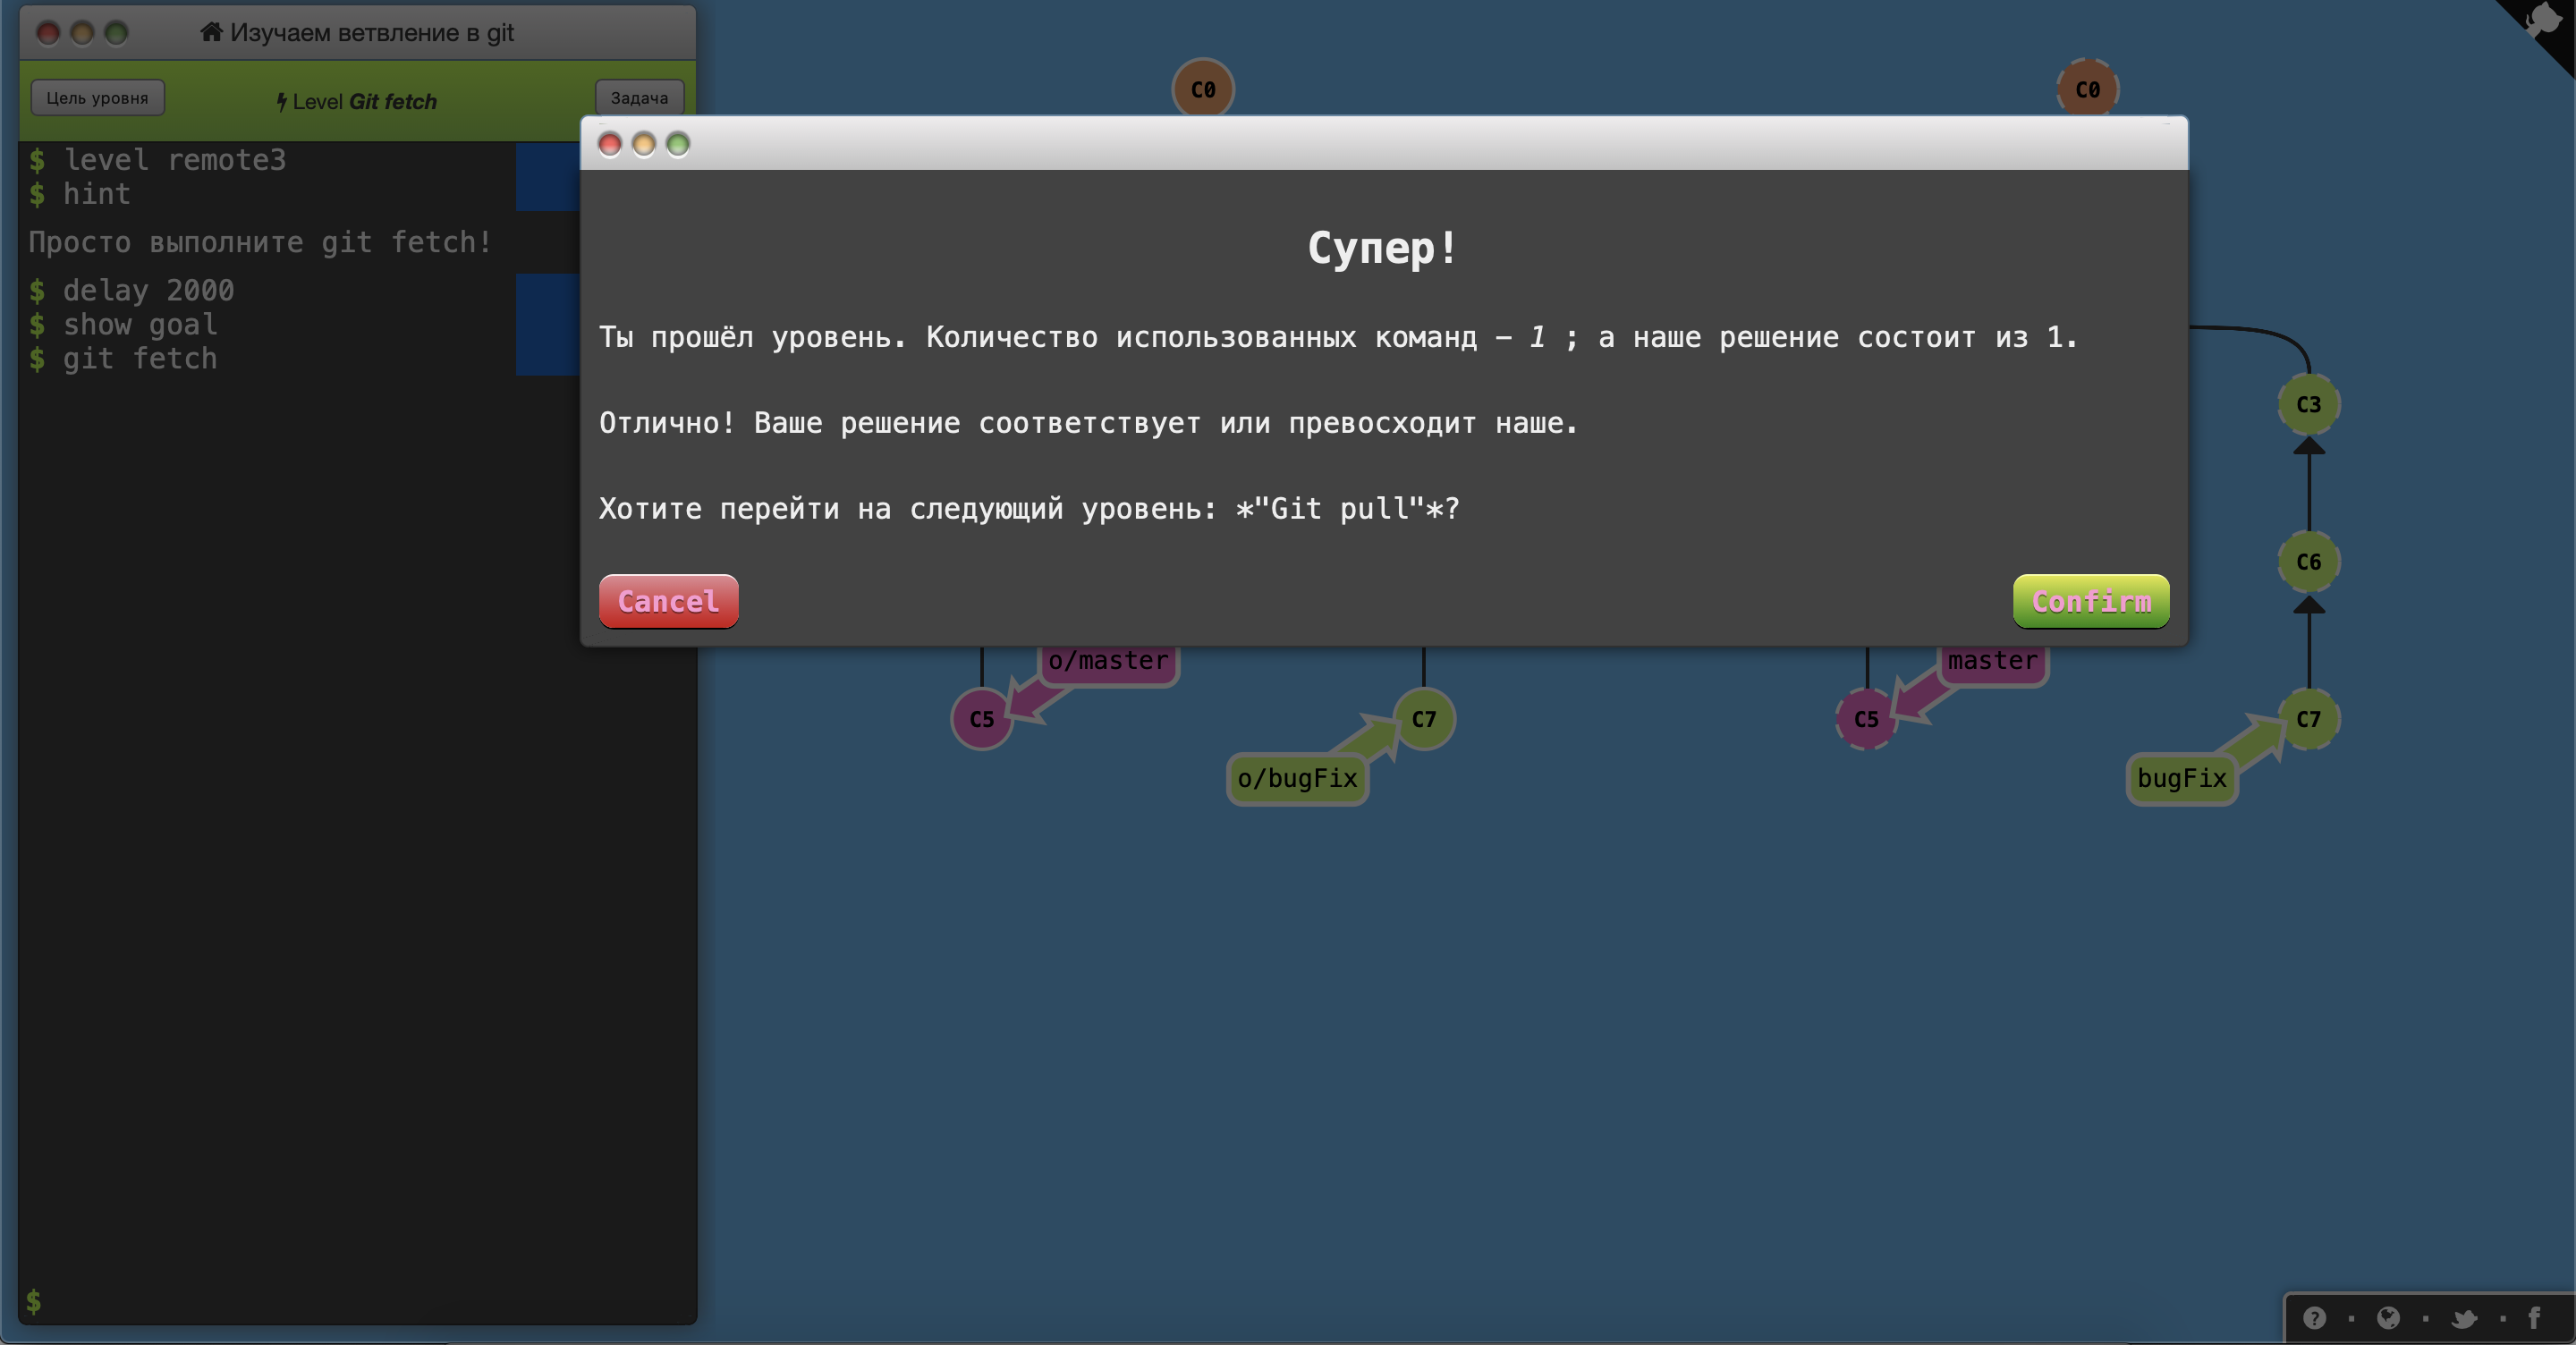 Изучаем ветвление в git
Цель уровня
Level Git fetch
Задача
$ level remote3
$ hint
Просто выполните git fetch!
$ delay 2000
$ show goal
$ git fetch
$
C0
C0
Супер!
Ты прошёл уровень. Количество использованных команд – 1 ; а наше решение состоит из 1.
Отлично! Ваше решение соответствует или превосходит наше.
Хотите перейти на следующий уровень: *"Git pull"*?
Cancel
Confirm
C3
C6
o/master
master
C5
C7
C5
C7
o/bugFix
bugFix